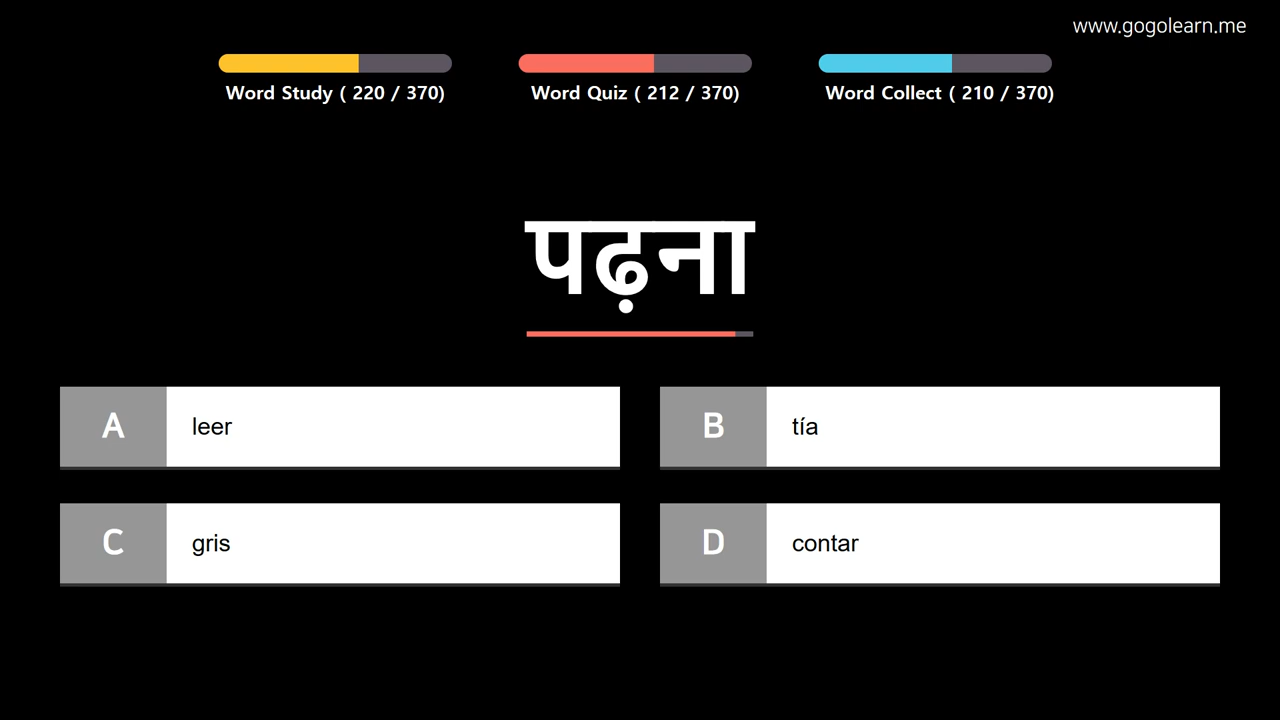 www.gogolearn.me
Word Study ( 220 / 370) Word Quiz ( 212 / 370) Word Collect ( 210 / 370)
पढ़ना
A leer B tía
C gris D contar